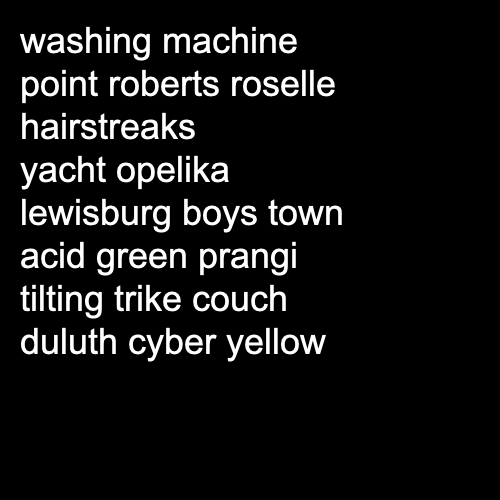 washing machine
point roberts roselle
hairstreaks
yacht opelika
lewisburg boys town
acid green prangi
tilting trike couch
duluth cyber yellow